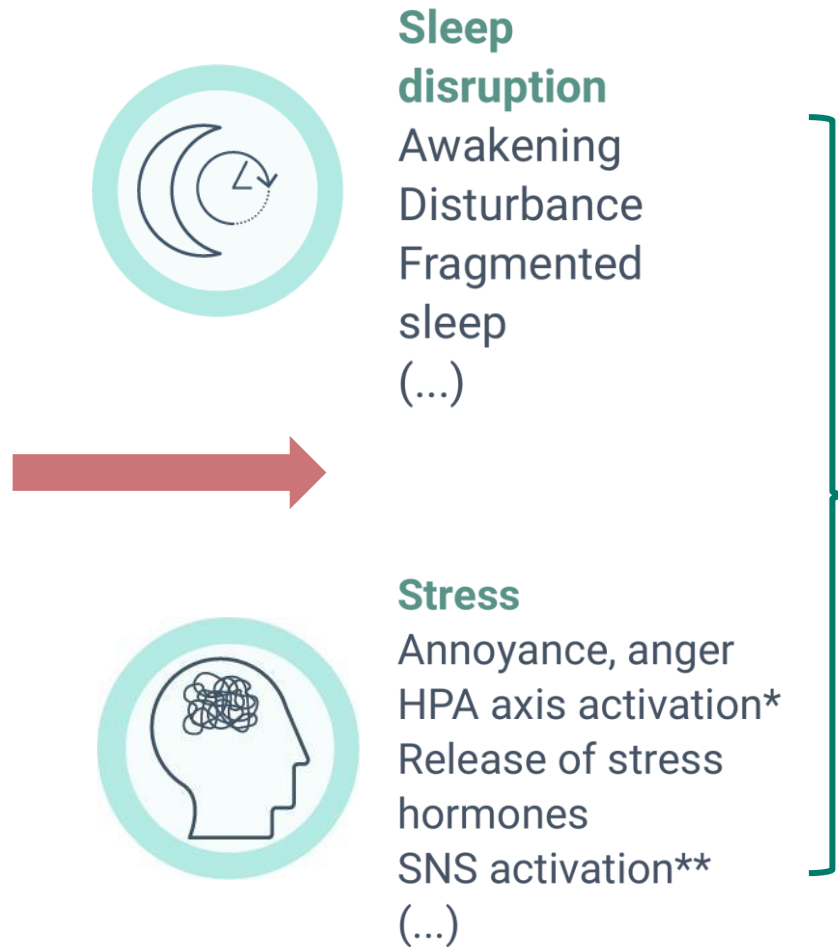 Sleep
disruption
Awakening
Disturbance
Fragmented
sleep
(...)
Stress
Annoyance, anger
HPA axis activation*
Release of stress
hormones
SNS activation**
(...)